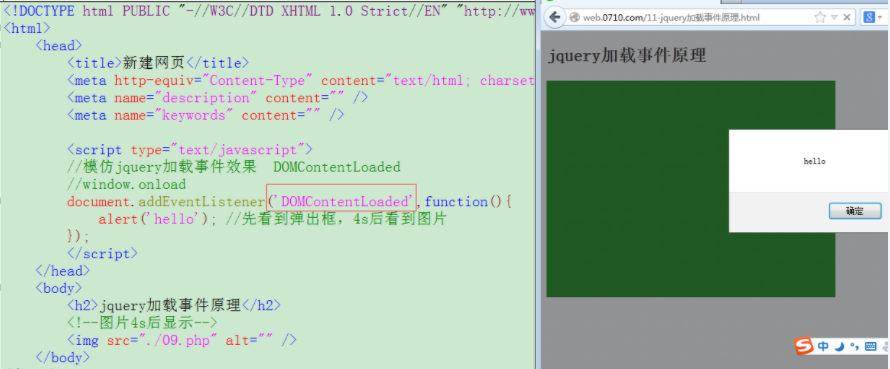 <!DOCTYPE html PUBLIC "-//W3C//DTD XHTML 1.0 Strict//EN" "http://ww
<html>
<head>
<title>新建网页</title>
<meta http-equiv="Content-Type" content="text/html; charset
<meta name="description" content="" />
<meta name="keywords" content="" />
<script type="text/javascript">
//模仿jquery加载事件效果 DOMContentLoaded
//window.onload
document.addEventListener('DOMContentLoaded',function(){
alert('hello'); //先看到弹出框，4s后看到图片
});
</script>
</head>
<body>
<h2>jquery加载事件原理</h2>
<!--图片4s后显示-->
<img src="./09.php" alt="" />
</body>
web.0710.com/11-jquery加载事件原理.html
jquery加载事件原理
hello
确定
中